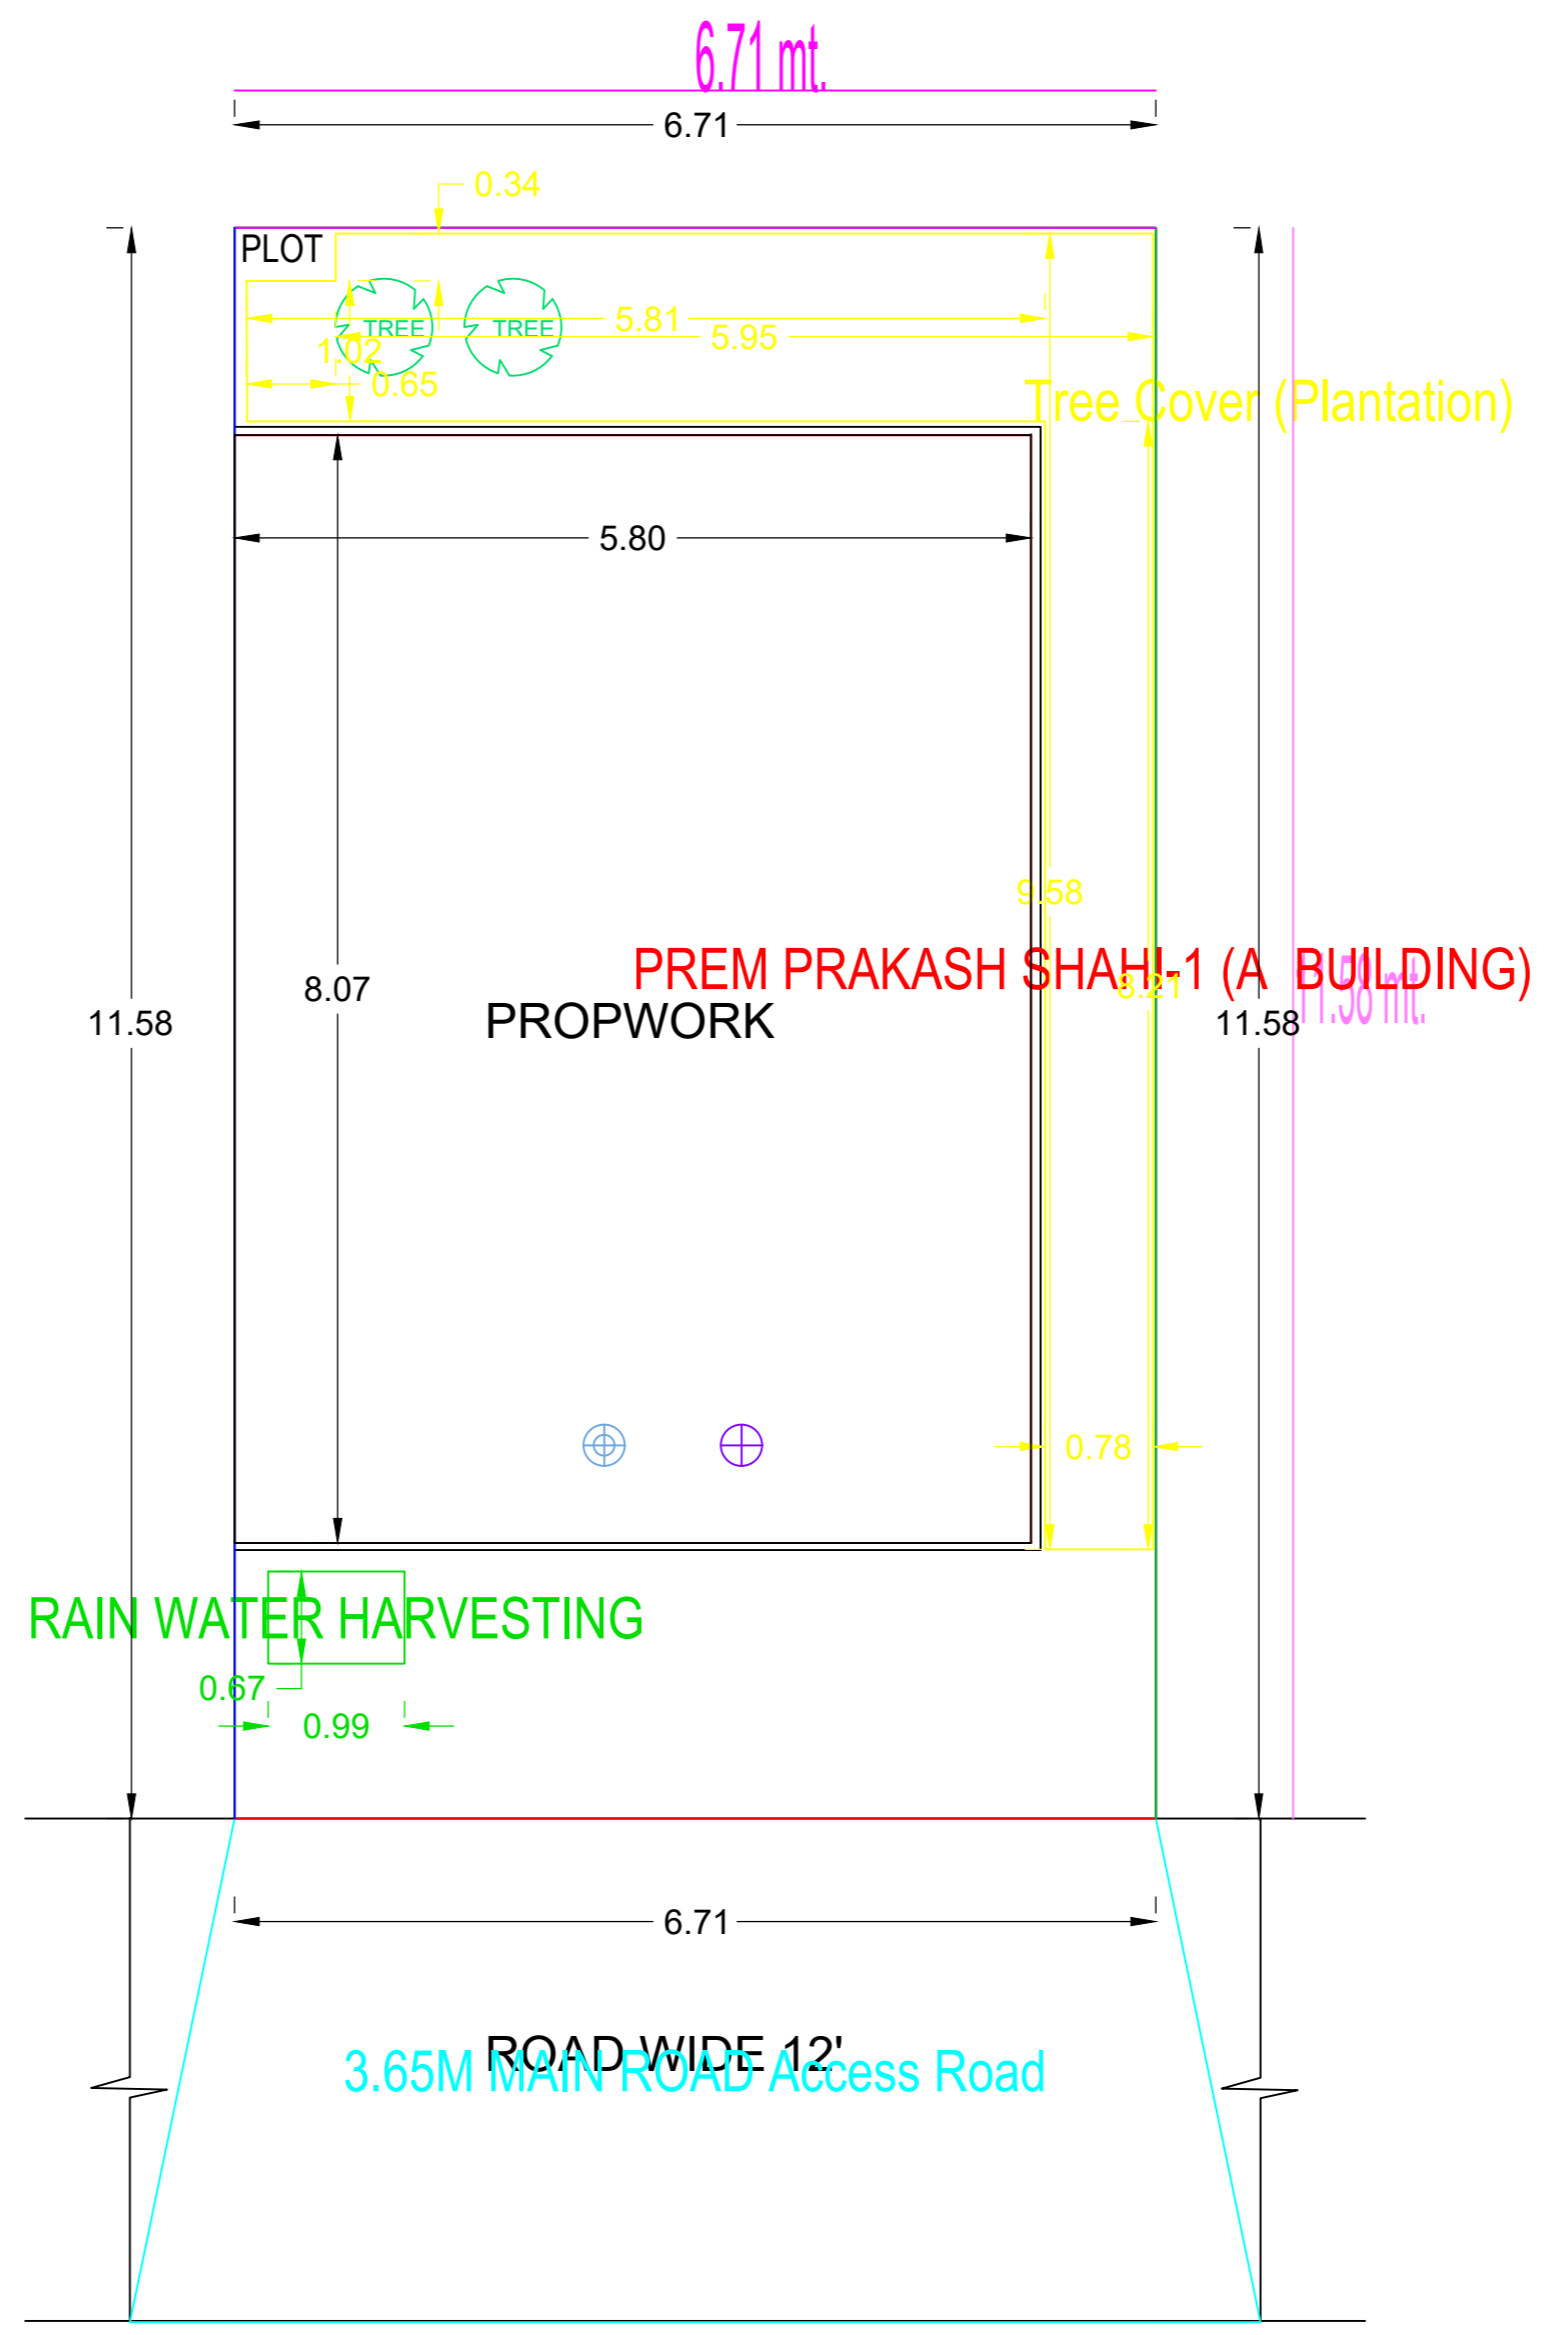 6.71 mt.
6.71
0.34
PLOT
5.81
TREE
TREE
5.95
1.02
0.65
Tree Cover (Plantation)
5.80
9.58
PREM PRAKASH SHAHI-1 (A BUILDING)
8.07
8.21
11.58 mt.
PROPWORK
11.58
11.58
0.78
RAIN WATER HARVESTING
0.67
0.99
6.71
ROAD WIDE 12'
3.65M MAIN ROAD Access Road